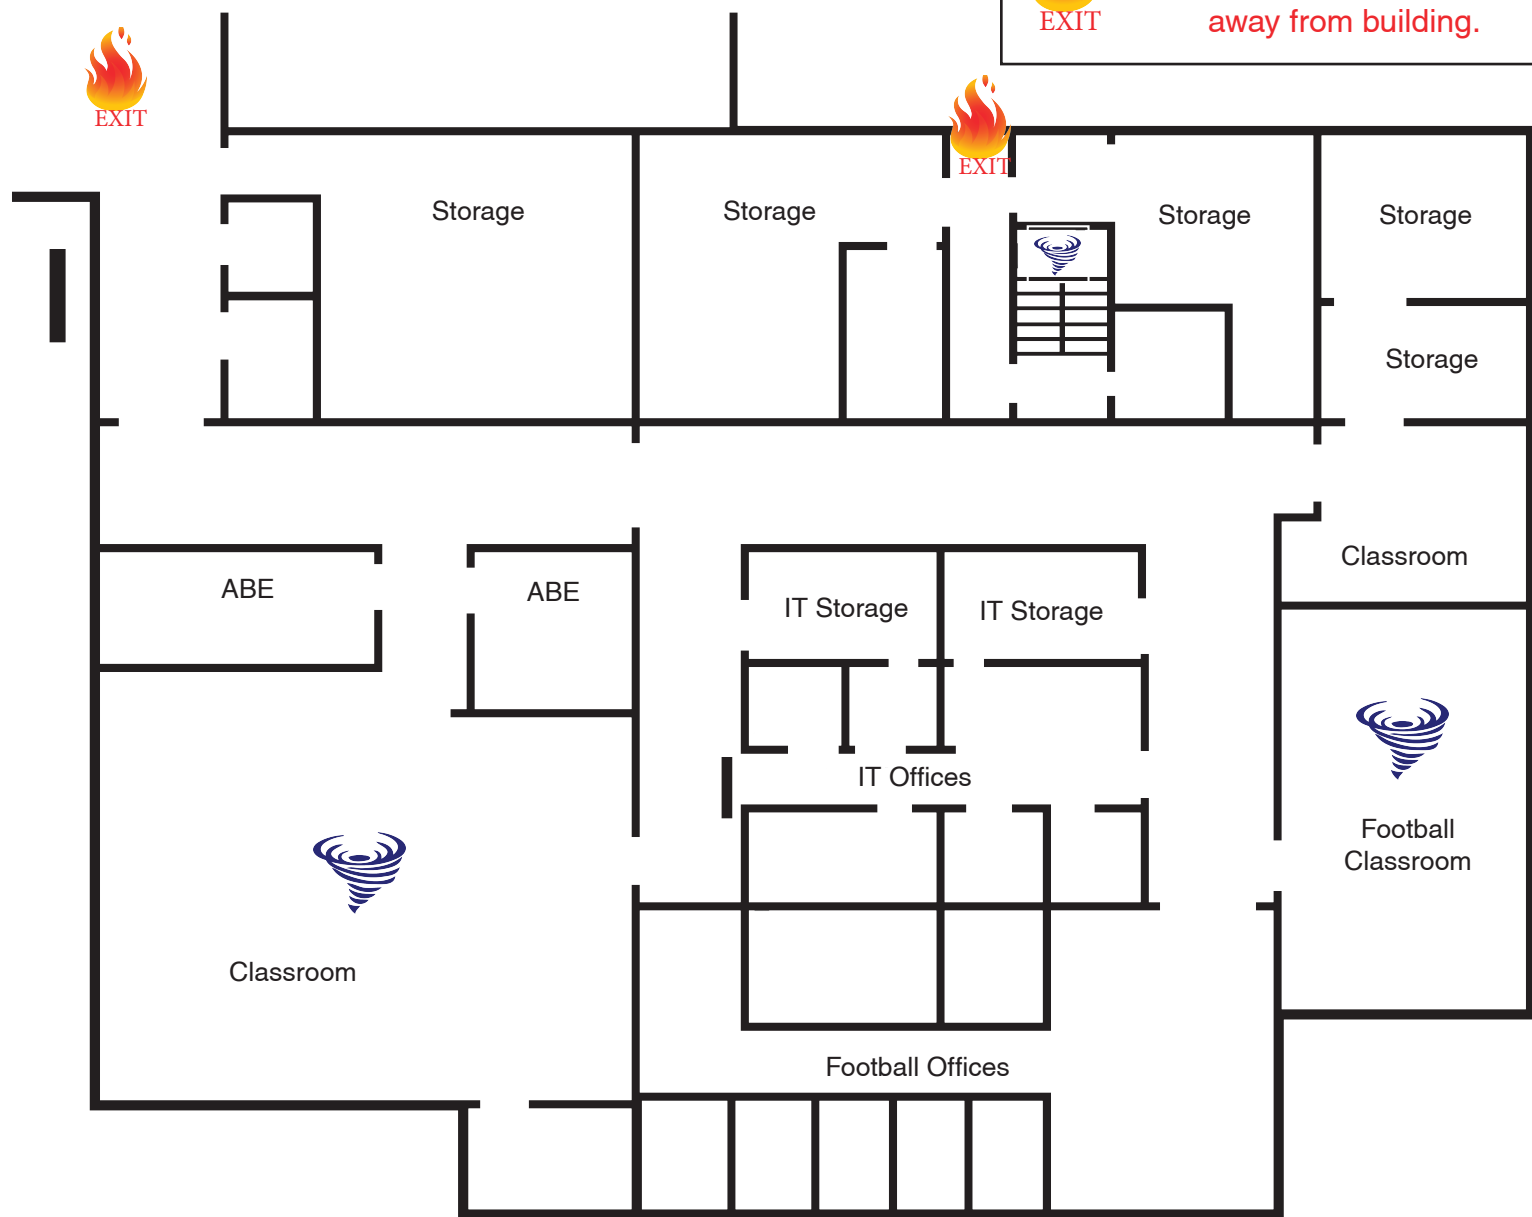 EXIT
away from building.
EXIT
EXIT
Storage
Storage
Storage
Storage
Storage
Classroom
ABE
ABE
IT Storage
IT Storage
IT Offices
Football
Classroom
Classroom
Football Offices